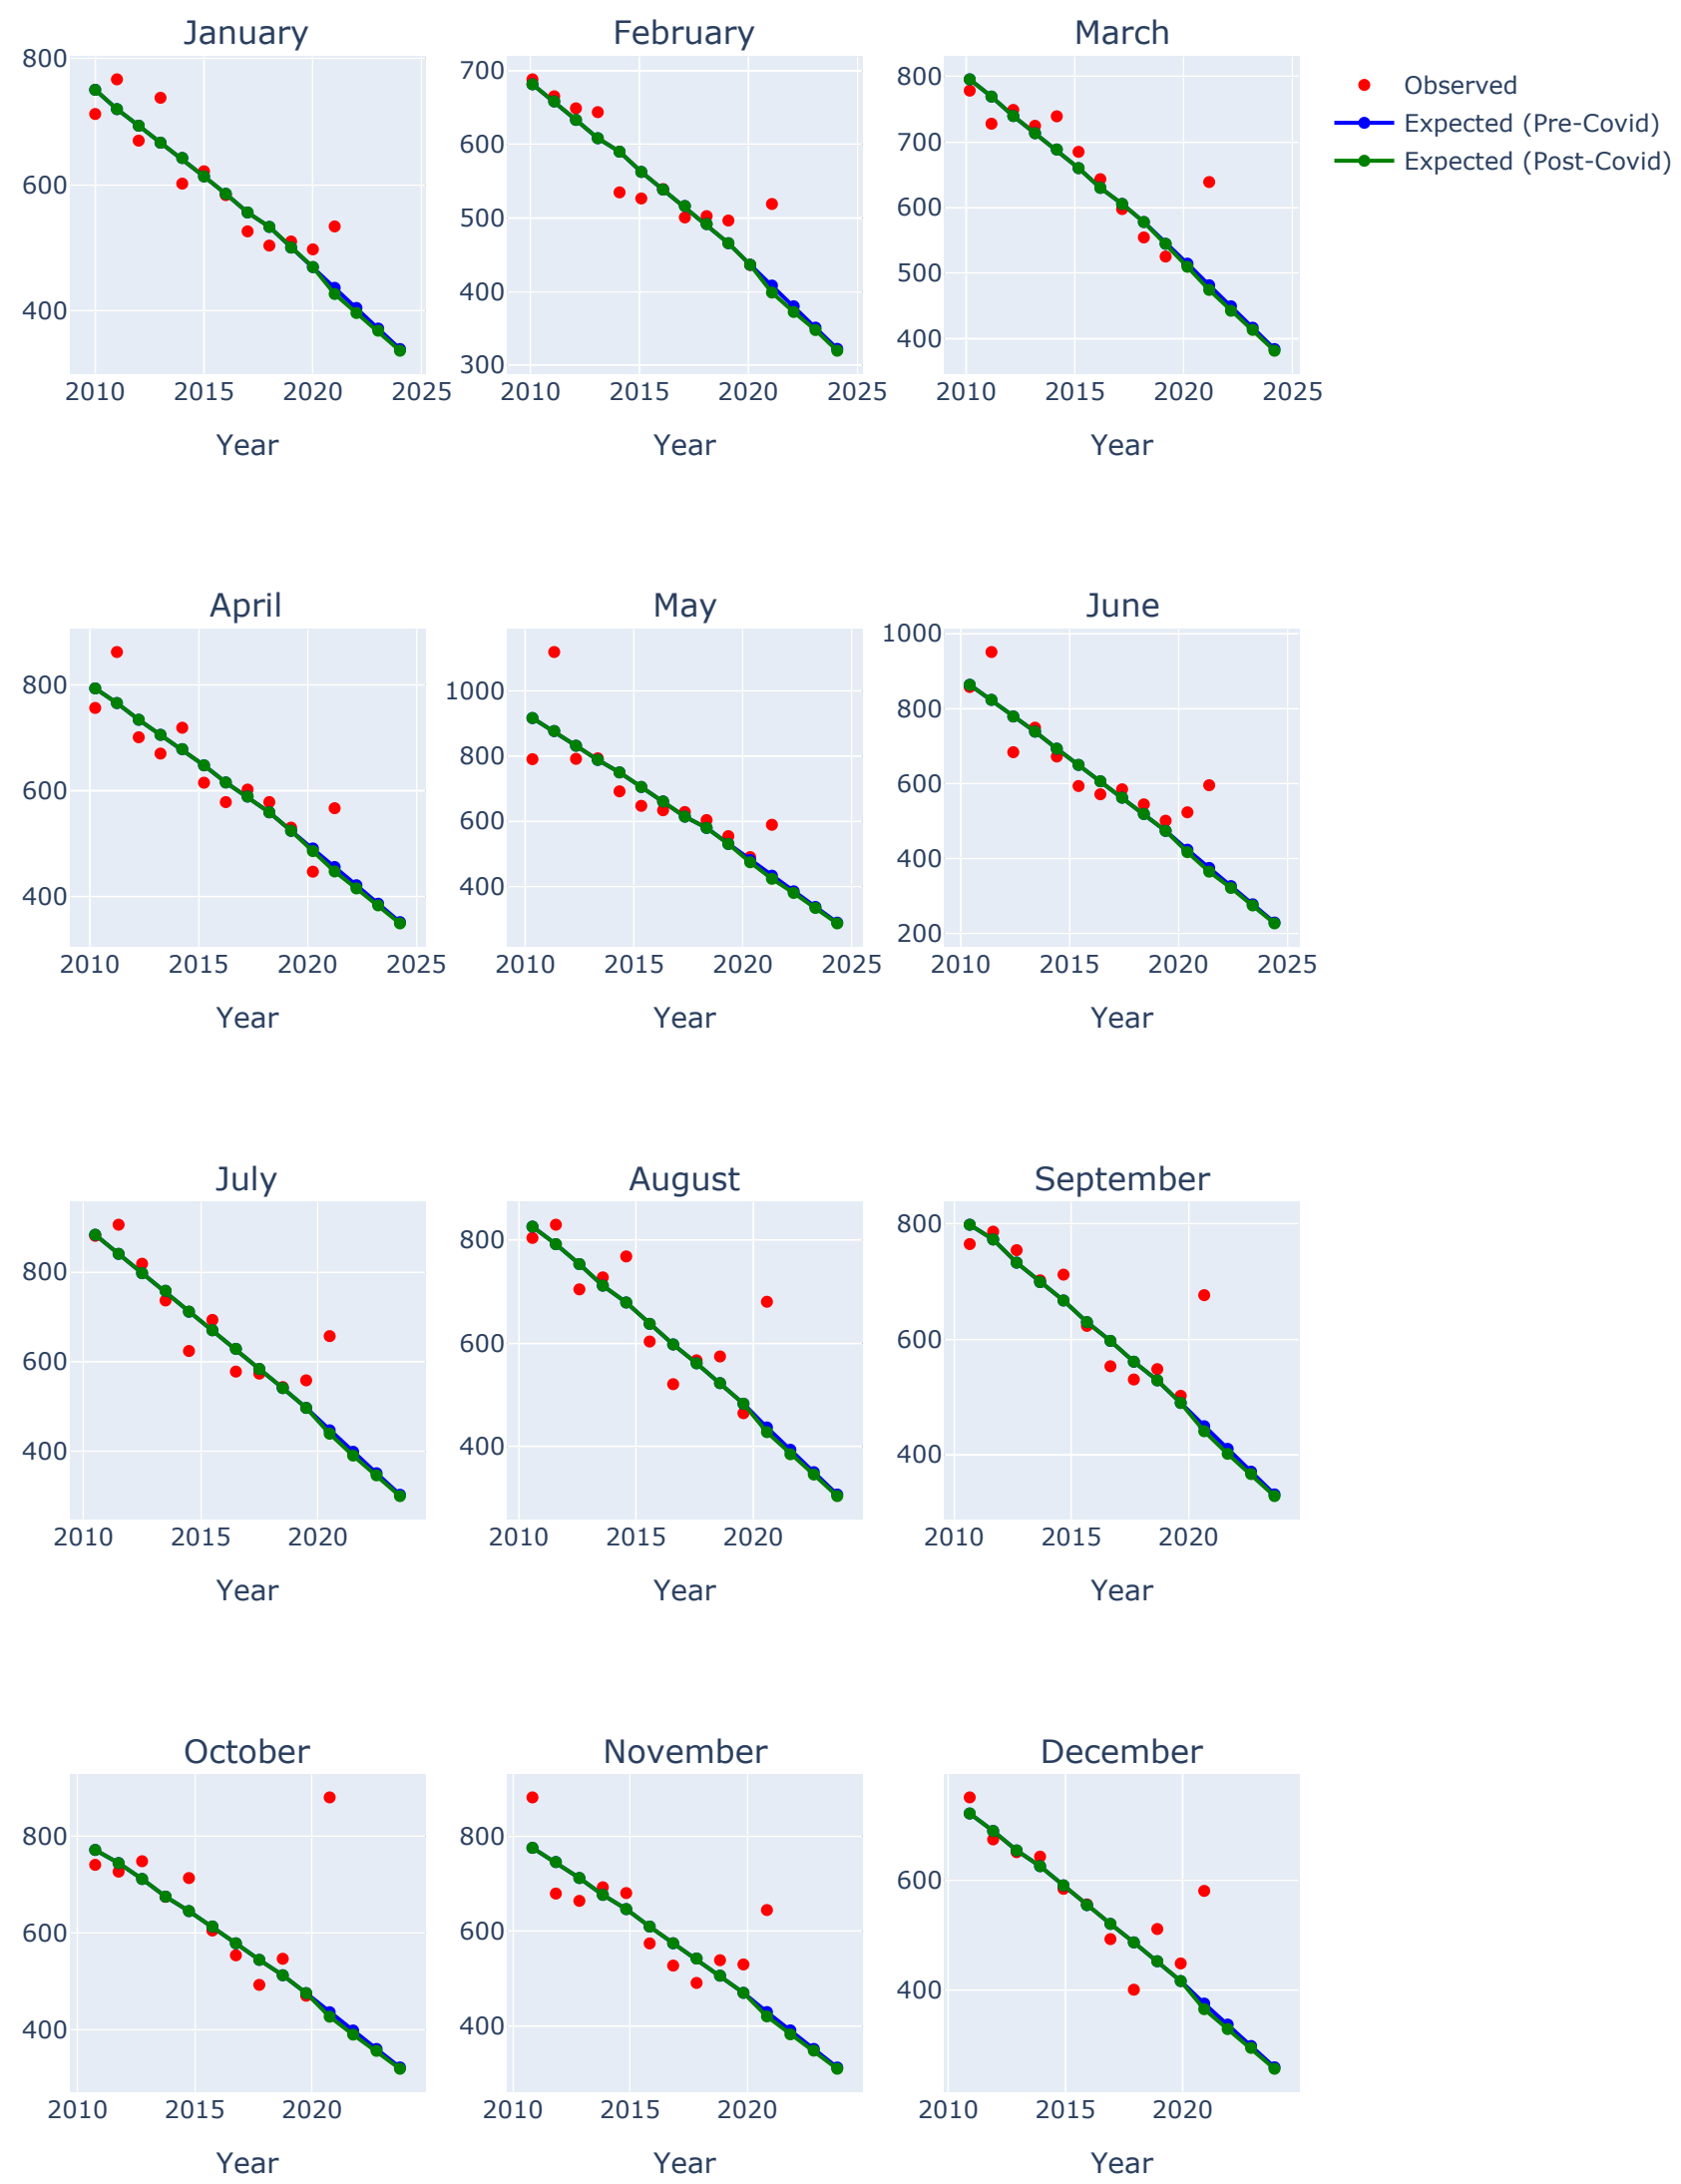 January February March
800
600
400
2010 2015 2020 2025
Year
700
600
500
400
300
2010 2015 2020 2025
Year
800
700
600
500
400
2010 2015 2020 2025
Year
Observed
Expected (Pre-Covid)
Expected (Post-Covid)
April May June
800
600
400
2010 2015 2020 2025
Year
1000
800
600
400
2010 2015 2020 2025
Year
1000
800
600
400
200
2010 2015 2020 2025
Year
July August September
800
600
400
2010 2015 2020
Year
800
600
400
2010 2015 2020
Year
800
600
400
2010 2015 2020
Year
October November December
800
600
400
2010 2015 2020
Year
800
600
400
2010 2015 2020
Year
600
400
2010 2015 2020
Year